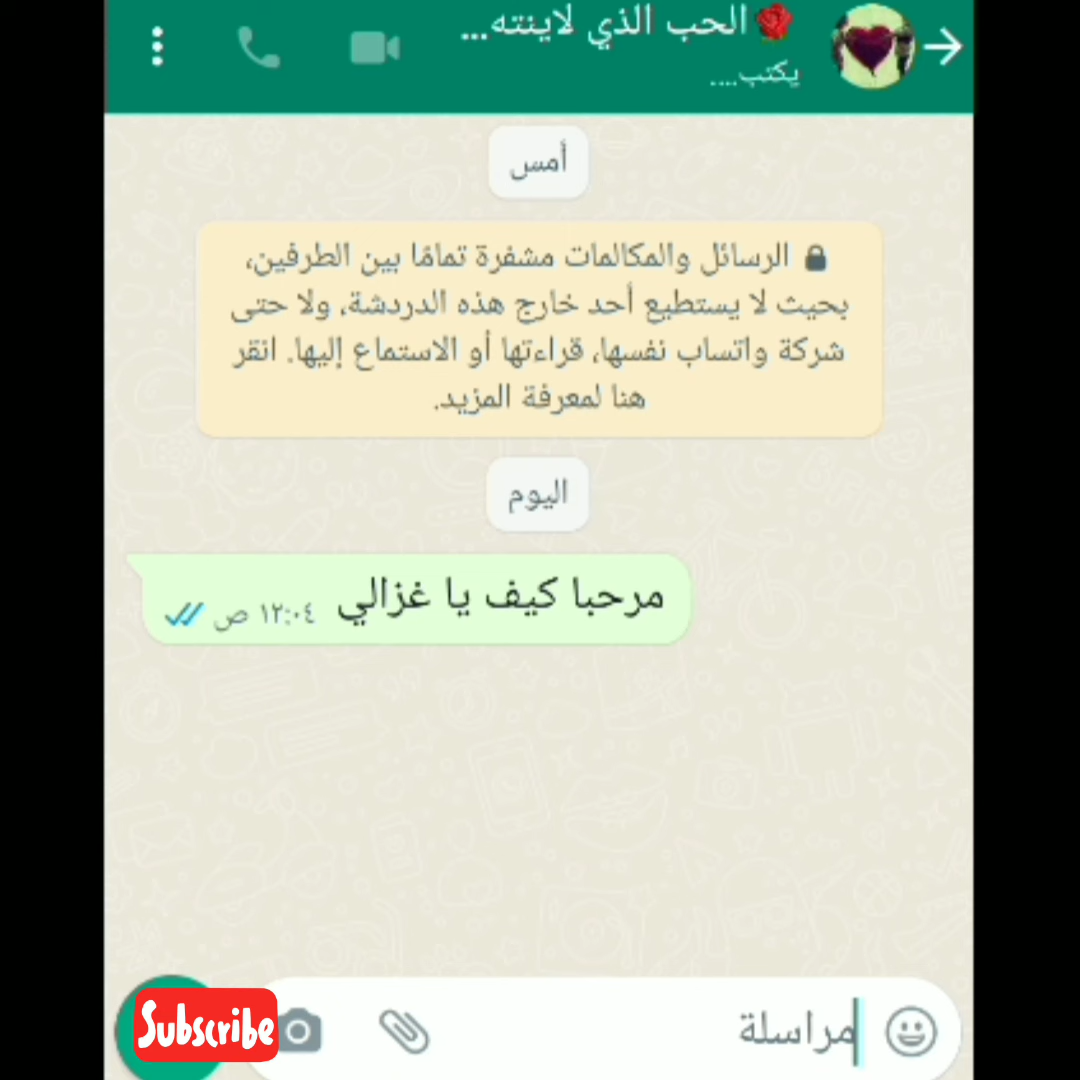 🌹الحب الذي لاينته...
يكتب....
أمس
🔒 الرسائل والمكالمات مشفرة تمامًا بين الطرفين،
بحيث لا يستطيع أحد خارج هذه الدردشة، ولا حتى
شركة واتساب نفسها، قراءتها أو الاستماع إليها. انقر
هنا لمعرفة المزيد.
اليوم
مرحبا كيف يا غزالي ١٢:٠٤ ص
مراسلة
Subscribe